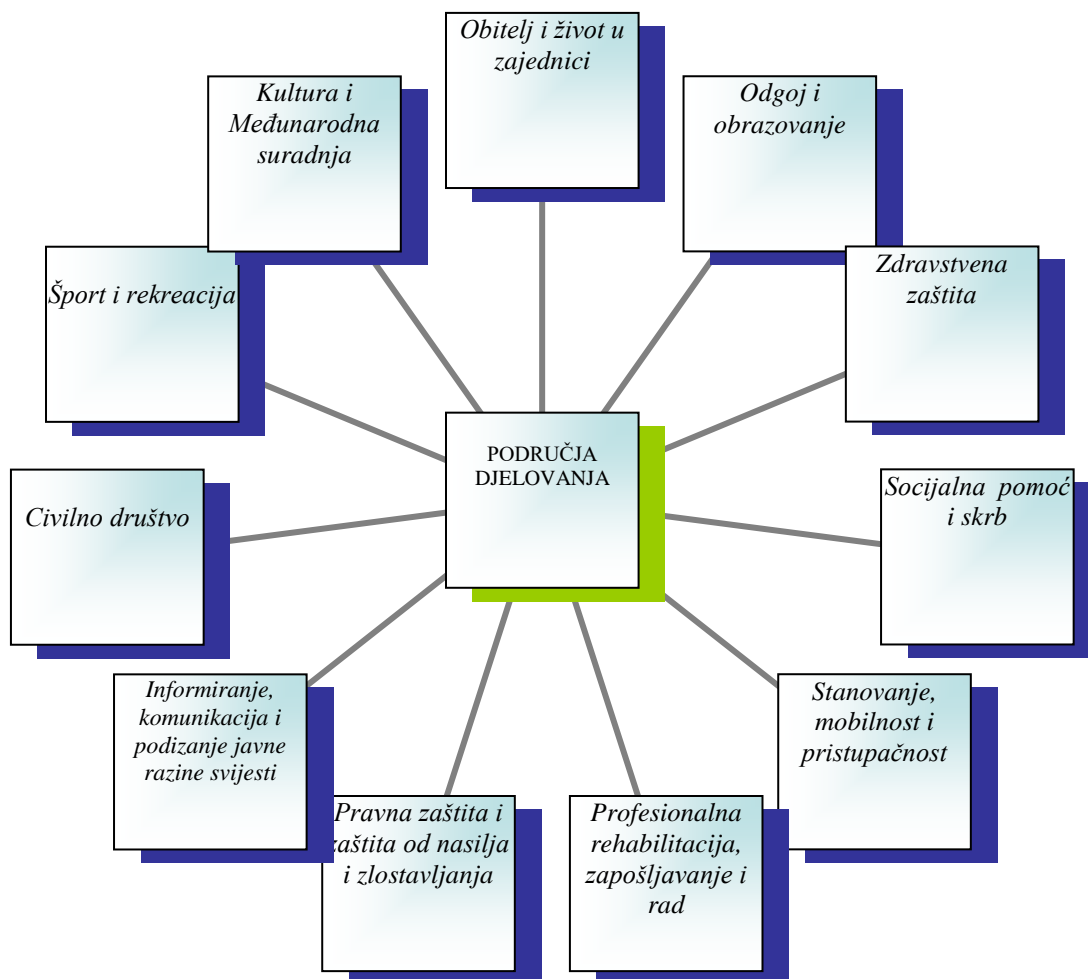 Obitelj i život u
zajednici
Odgoj i
obrazovanje
Zdravstvena
zaštita
Socijalna pomoć
i skrb
Stanovanje,
mobilnost i
pristupačnost
Profesionalna
rehabilitacija,
zapošljavanje i
rad
Pravna zaštita i
zaštita od nasilja
i zlostavljanja
Informiranje,
komunikacija i
podizanje javne
razine svijesti
Civilno društvo
Šport i rekreacija
Kultura i
Međunarodna
suradnja
PODRUČJA
DJELOVANJA